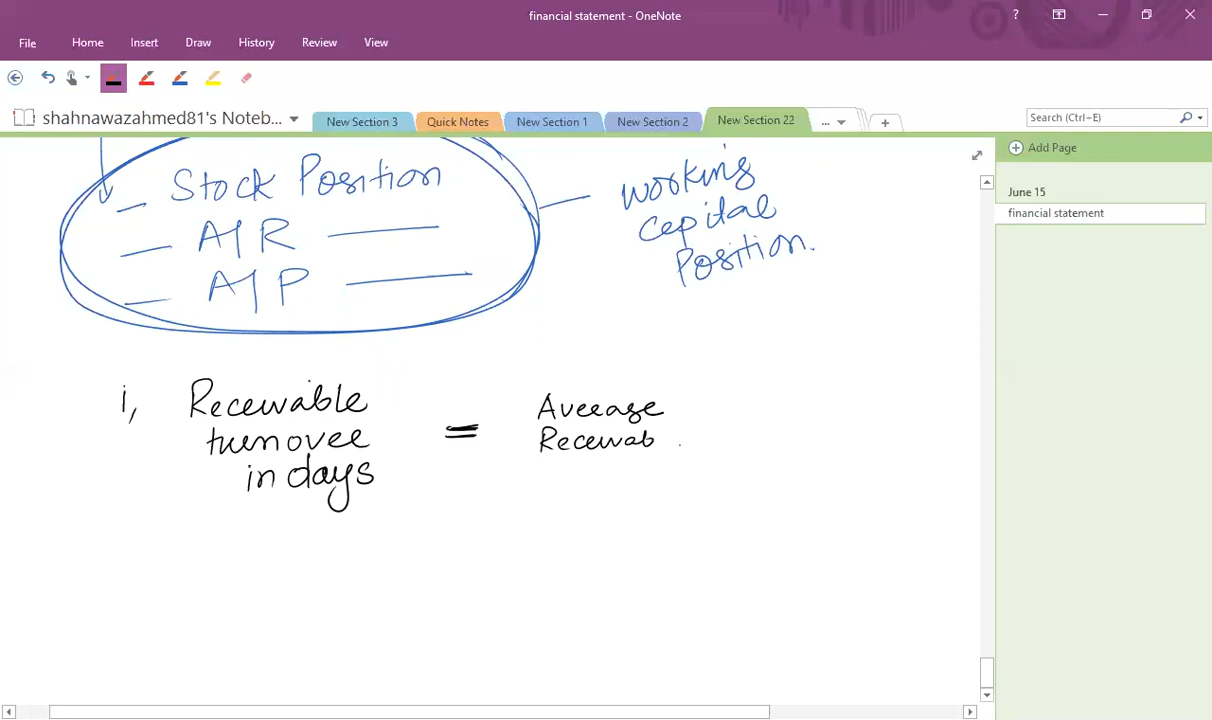 financial statement - OneNote
?
File Home Insert Draw History Review View
shahnawazahmed81's Noteb...
New Section 3 Quick Notes New Section 1 New Section 2 New Section 22 ... +
Search (Ctrl+E)
Add Page
June 15
financial statement
- Stock Position
- A/R —
- A/P —
working
capital
Position.
i, Receivable
turnover
in days
=
Average
Receivab